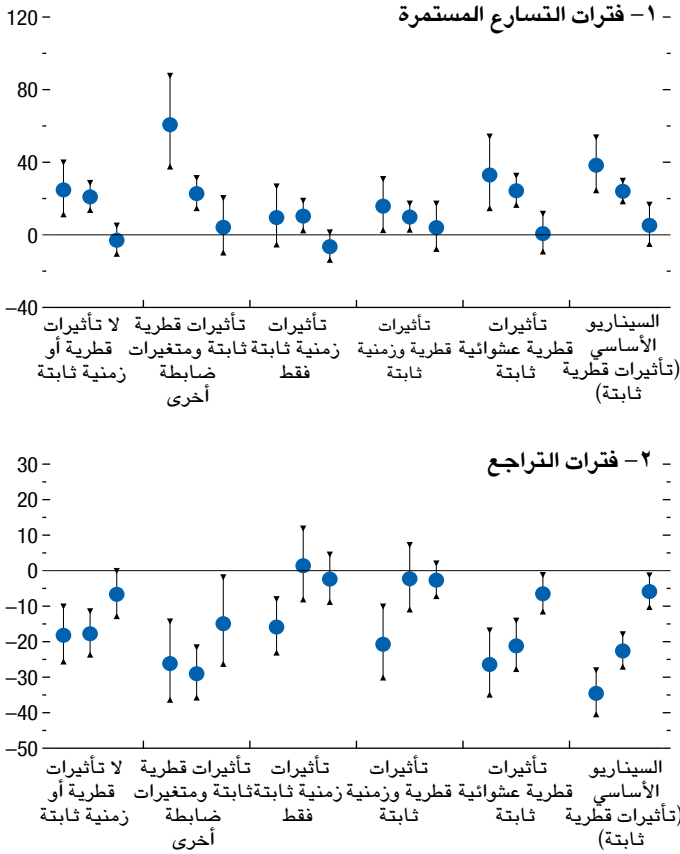 ١– فترات التسارع المستمرة
120
80
40
0
–40
السيناريو
الأساسي
(تأثيرات قطرية
ثابتة)
تأثيرات
قطرية عشوائية
ثابتة
تأثيرات
قطرية وزمنية
ثابتة
تأثيرات
زمنية ثابتة
فقط
تأثيرات قطرية
ثابتة ومتغيرات
ضابطة
أخرى
لا تأثيرات
قطرية أو
زمنية ثابتة
٢– فترات التراجع
30
20
10
0
–10
–20
–30
–40
–50
السيناريو
الأساسي
(تأثيرات قطرية
ثابتة)
تأثيرات
قطرية عشوائية
ثابتة
تأثيرات
قطرية وزمنية
ثابتة
تأثيرات
زمنية ثابتة
فقط
تأثيرات قطرية
ثابتة ومتغيرات
ضابطة
أخرى
لا تأثيرات
قطرية أو
زمنية ثابتة